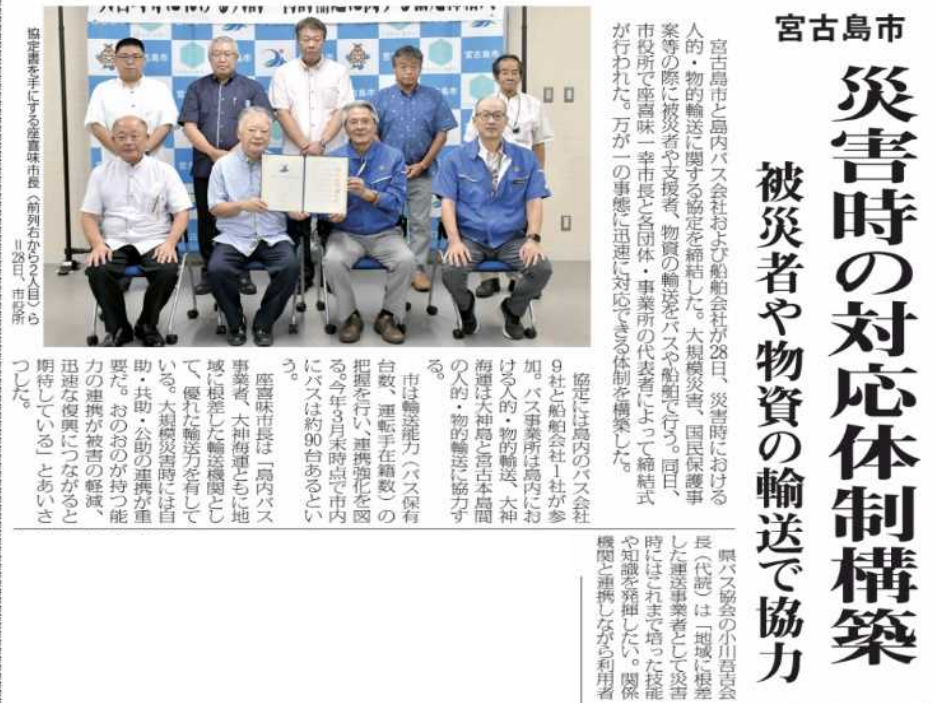 宮古島市
災害時の対応体制構築
被災者や物資の輸送で協力
宮古島市と島内バス会社および船舶会社が28日、災害時における
人的・物的輸送に関する協定を締結した。大規模災害、国民保護事
案等の際に被災者や支援者、物資の輸送をバスや船舶で行う。同日、
市役所で座喜味一幸市長と各団体・事業所の代表者によって締結式
が行われた。万が一の事態に迅速に対応できる体制を構築した。
宮古島市
宮古島市
協定書を手にする座喜味市長（前列右から2人目）ら
＝28日、市役所
協定には島内のバス会社
9社と船舶会社1社が参
加。バス事業所は島内にお
ける人的・物的輸送、大神
海運は大神島と宮古本島間
の人的・物的輸送に協力す
る。
市は輸送能力（バス保有
台数、運転手在籍数）の
把握を行い、連携強化を図
る。今年3月末時点で市内
にバスは約90台あるとい
う。
座喜味市長は「島内バス
事業者、大神海運ともに地
域に根差した輸送機関とし
て、優れた輸送力を有して
いる。大規模災害時には自
助・共助・公助の連携が重
要だ。おのおのが持つ能
力の連携が被害の軽減、
迅速な復興につながると
期待している」とあいさ
つした。
県バス協会の小川吾吉会
長（代読）は「地域に根差
した運送事業者として災害
時にはこれまで培った技能
や知識を発揮したい。関係
機関と連携しながら利用者